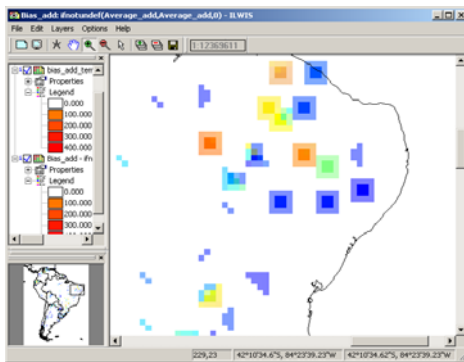 Bias_add: ifnotundef(Average_add,Average_add,0) - ILWIS
File Edit Layers Options Help
1:12369611
bias_add_tem
Properties
Legend
0.000
100.000
200.000
300.000
400.000
Bias_add - ifn
Properties
Legend
0.000
100.000
200.000
300.000
229,23
42°10'34.6"S, 84°23'39.23"W
42°10'34.62"S, 84°23'39.23"W